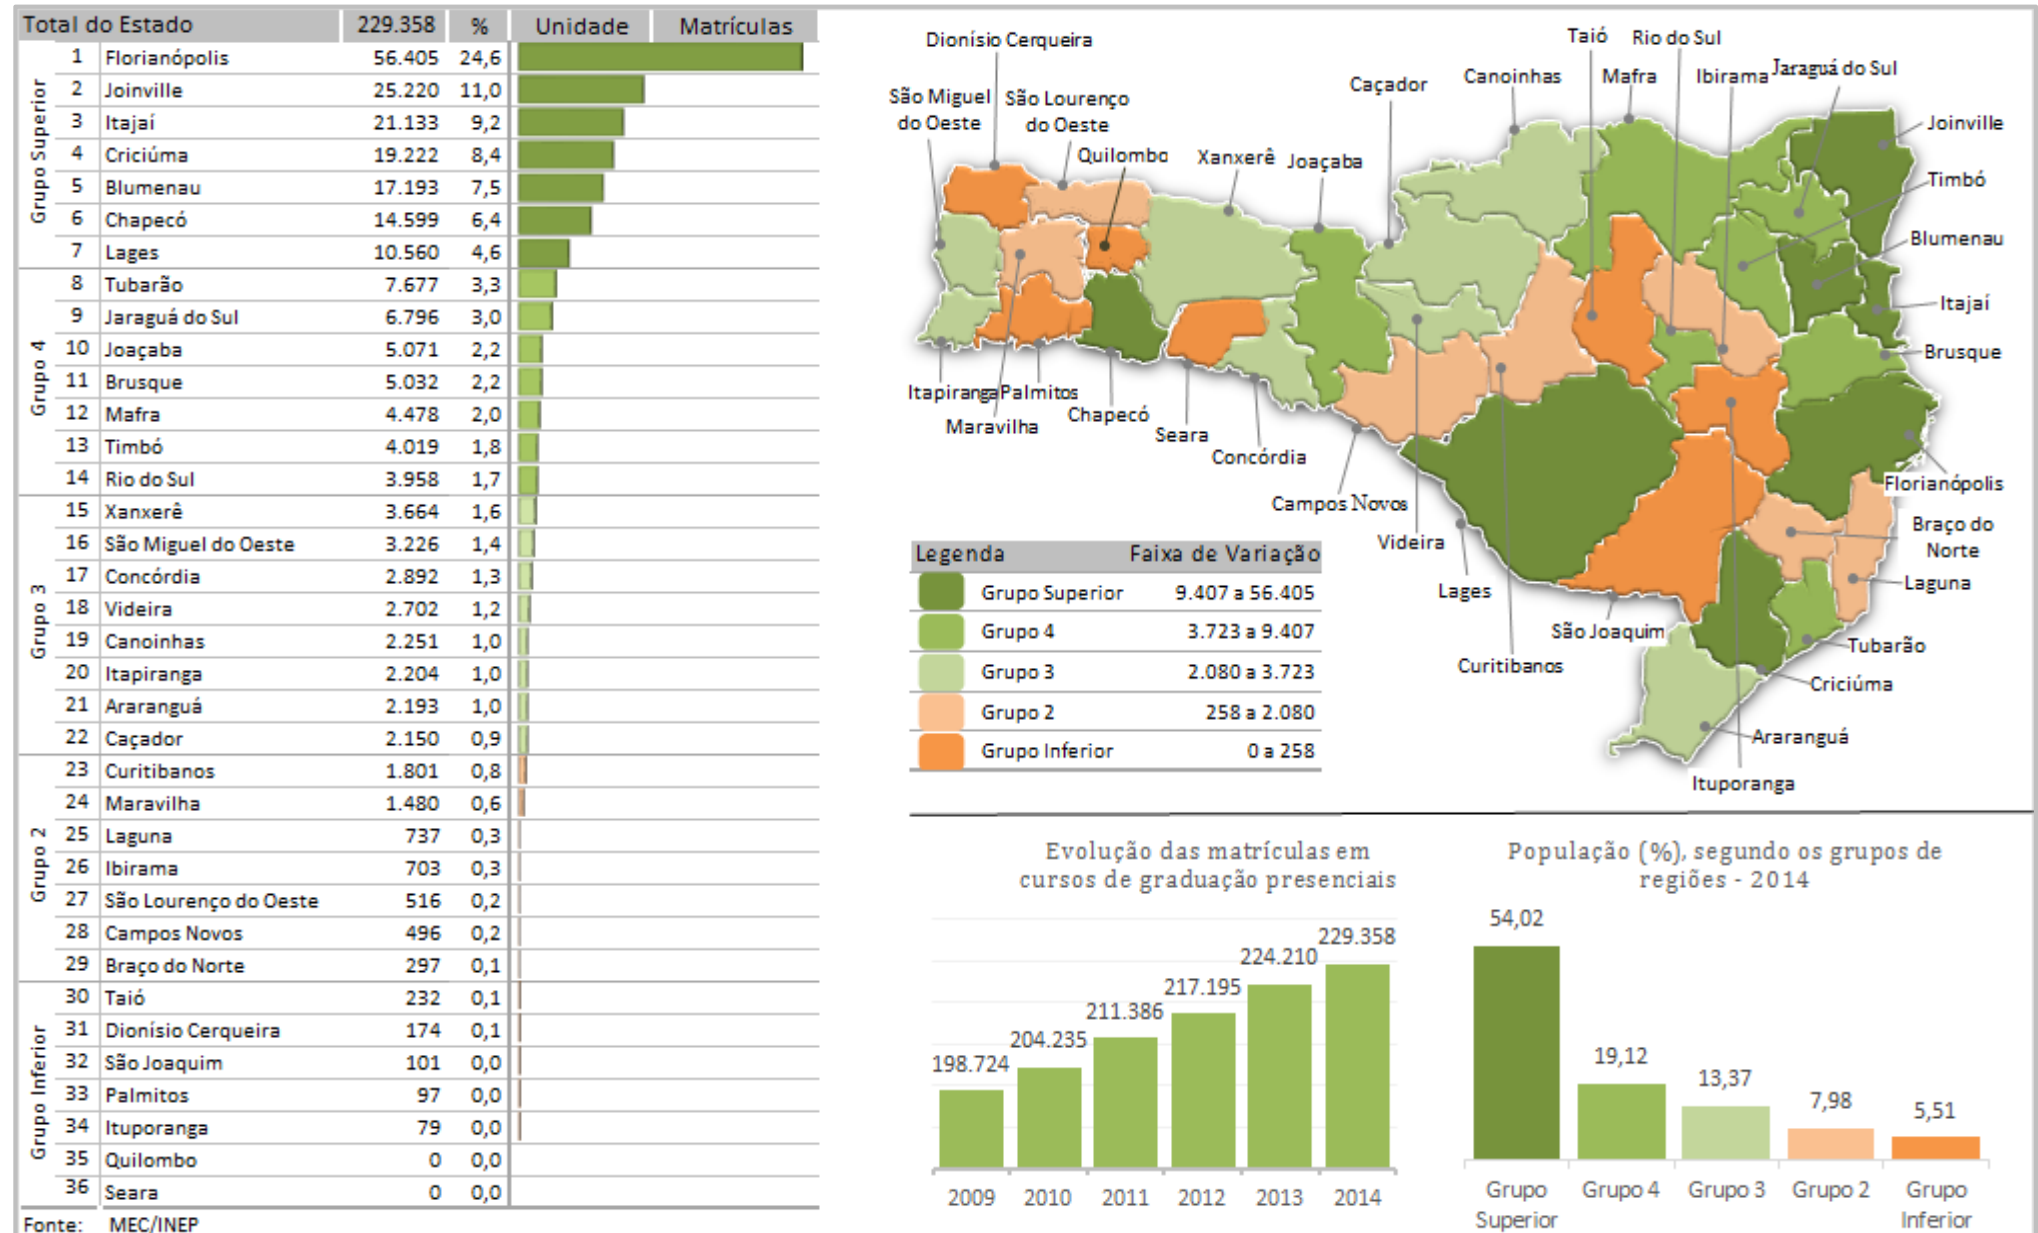 Total do Estado 229.358 % Unidade Matrículas
Grupo Superior
1 Florianópolis 56.405 24,6
2 Joinville 25.220 11,0
3 Itajaí 21.133 9,2
4 Criciúma 19.222 8,4
5 Blumenau 17.193 7,5
6 Chapecó 14.599 6,4
7 Lages 10.560 4,6
Grupo 4
8 Tubarão 7.677 3,3
9 Jaraguá do Sul 6.796 3,0
10 Joaçaba 5.071 2,2
11 Brusque 5.032 2,2
12 Mafra 4.478 2,0
13 Timbó 4.019 1,8
14 Rio do Sul 3.958 1,7
Grupo 3
15 Xanxerê 3.664 1,6
16 São Miguel do Oeste 3.226 1,4
17 Concórdia 2.892 1,3
18 Videira 2.702 1,2
19 Canoinhas 2.251 1,0
20 Itapiranga 2.204 1,0
21 Araranguá 2.193 1,0
22 Caçador 2.150 0,9
Grupo 2
23 Curitibanos 1.801 0,8
24 Maravilha 1.480 0,6
25 Laguna 737 0,3
26 Ibirama 703 0,3
27 São Lourenço do Oeste 516 0,2
28 Campos Novos 496 0,2
29 Braço do Norte 297 0,1
Grupo Inferior
30 Taió 232 0,1
31 Dionísio Cerqueira 174 0,1
32 São Joaquim 101 0,0
33 Palmitos 97 0,0
34 Ituporanga 79 0,0
35 Quilombo 0 0,0
36 Seara 0 0,0
Fonte: MEC/INEP
Dionísio Cerqueira
São Miguel
do Oeste
São Lourenço
do Oeste
Quilombo
Xanxerê
Joaçaba
Caçador
Canoinhas
Taió
Mafra
Rio do Sul
Ibirama
Jaraguá do Sul
Joinville
Timbó
Blumenau
Itajaí
Brusque
Florianópolis
Braço do
Norte
Laguna
Tubarão
Criciúma
Araranguá
Ituporanga
São Joaquim
Curitibanos
Lages
Videira
Campos Novos
Concórdia
Seara
Chapecó
Maravilha
Palmitos
Itapiranga
Legenda Faixa de Variação
Grupo Superior 9.407 a 56.405
Grupo 4 3.723 a 9.407
Grupo 3 2.080 a 3.723
Grupo 2 258 a 2.080
Grupo Inferior 0 a 258
Evolução das matrículas em
cursos de graduação presenciais
198.724
204.235
211.386
217.195
224.210
229.358
2009 2010 2011 2012 2013 2014
População (%), segundo os grupos de
regiões - 2014
54,02
19,12
13,37
7,98
5,51
Grupo
Superior
Grupo 4
Grupo 3
Grupo 2
Grupo
Inferior